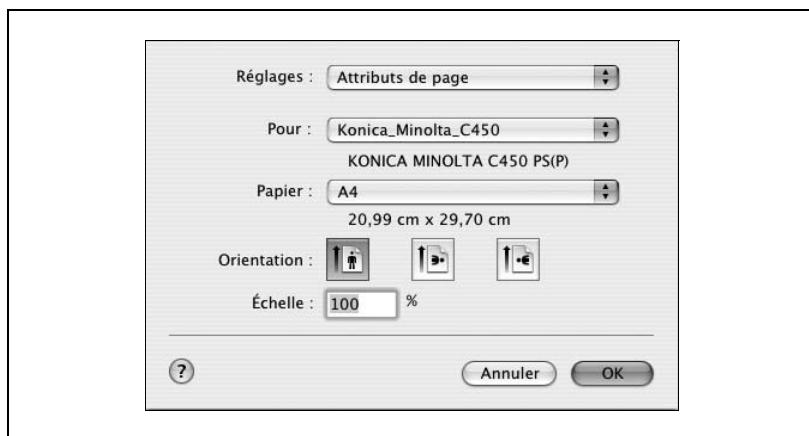 Réglages : Attributs de page
Pour : Konica_Minolta_C450
KONICA MINOLTA C450 PS(P)
Papier : A4
20,99 cm x 29,70 cm
Orientation :
Échelle : 100 %
? Annuler OK